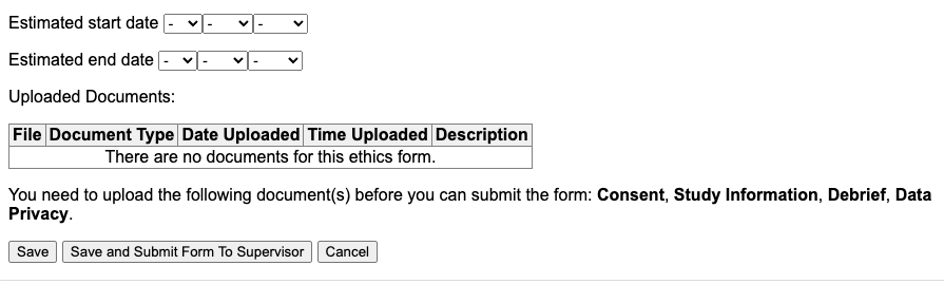 Estimated start date - - -
Estimated end date - - -
Uploaded Documents:
File Document Type Date Uploaded Time Uploaded Description
There are no documents for this ethics form.
You need to upload the following document(s) before you can submit the form: Consent, Study Information, Debrief, Data
Privacy.
Save Save and Submit Form To Supervisor Cancel